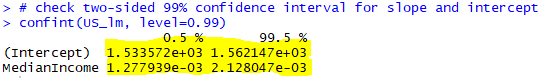 > # check two-sided 99% confidence interval for slope and intercept
> confint(US_lm, level=0.99)
0.5 % 99.5 %
(Intercept) 1.533572e+03 1.562147e+03
MedianIncome 1.277939e-03 2.128047e-03